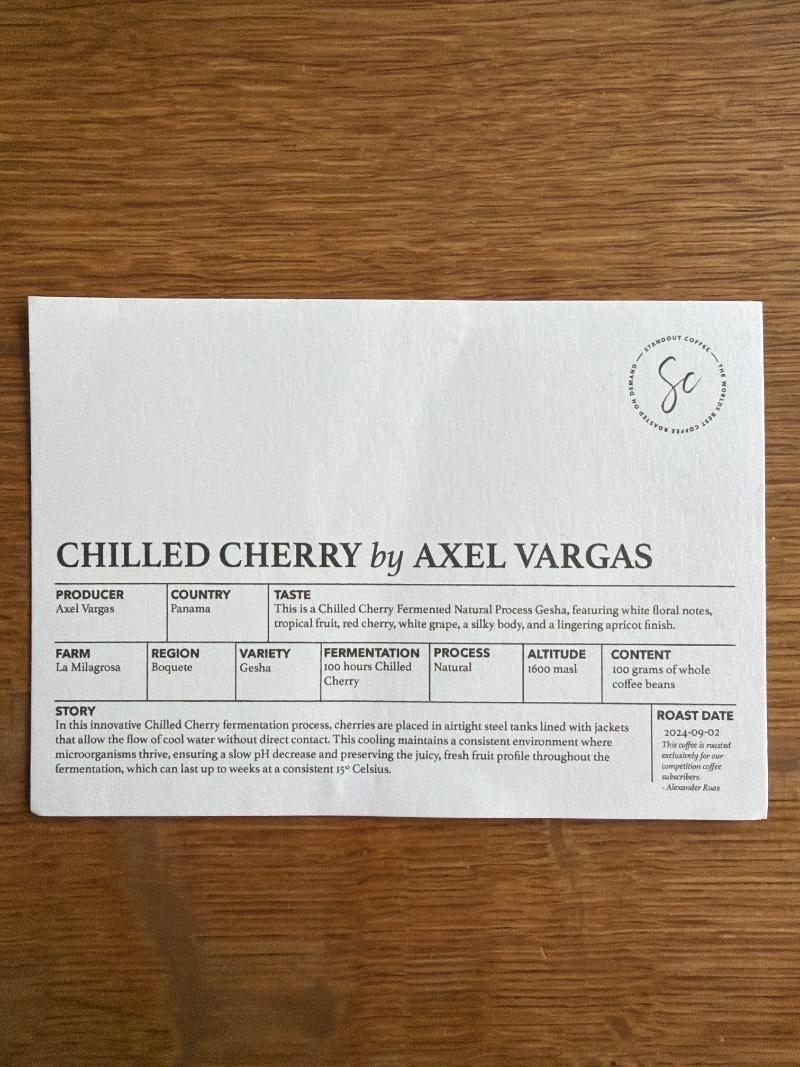 STANDOUT COFFEE — THE WORLDS BEST COFFEE ROASTED ON DEMAND —
Sc
CHILLED CHERRY by AXEL VARGAS
PRODUCER
Axel Vargas
COUNTRY
Panama
TASTE
This is a Chilled Cherry Fermented Natural Process Gesha, featuring white floral notes,
tropical fruit, red cherry, white grape, a silky body, and a lingering apricot finish.
FARM
La Milagrosa
REGION
Boquete
VARIETY
Gesha
FERMENTATION
100 hours Chilled
Cherry
PROCESS
Natural
ALTITUDE
1600 masl
CONTENT
100 grams of whole
coffee beans
STORY
In this innovative Chilled Cherry fermentation process, cherries are placed in airtight steel tanks lined with jackets
that allow the flow of cool water without direct contact. This cooling maintains a consistent environment where
microorganisms thrive, ensuring a slow pH decrease and preserving the juicy, fresh fruit profile throughout the
fermentation, which can last up to weeks at a consistent 15° Celsius.
ROAST DATE
2024-09-02
This coffee is roasted
exclusively for our
competition coffee
subscribers.
- Alexander Ruas